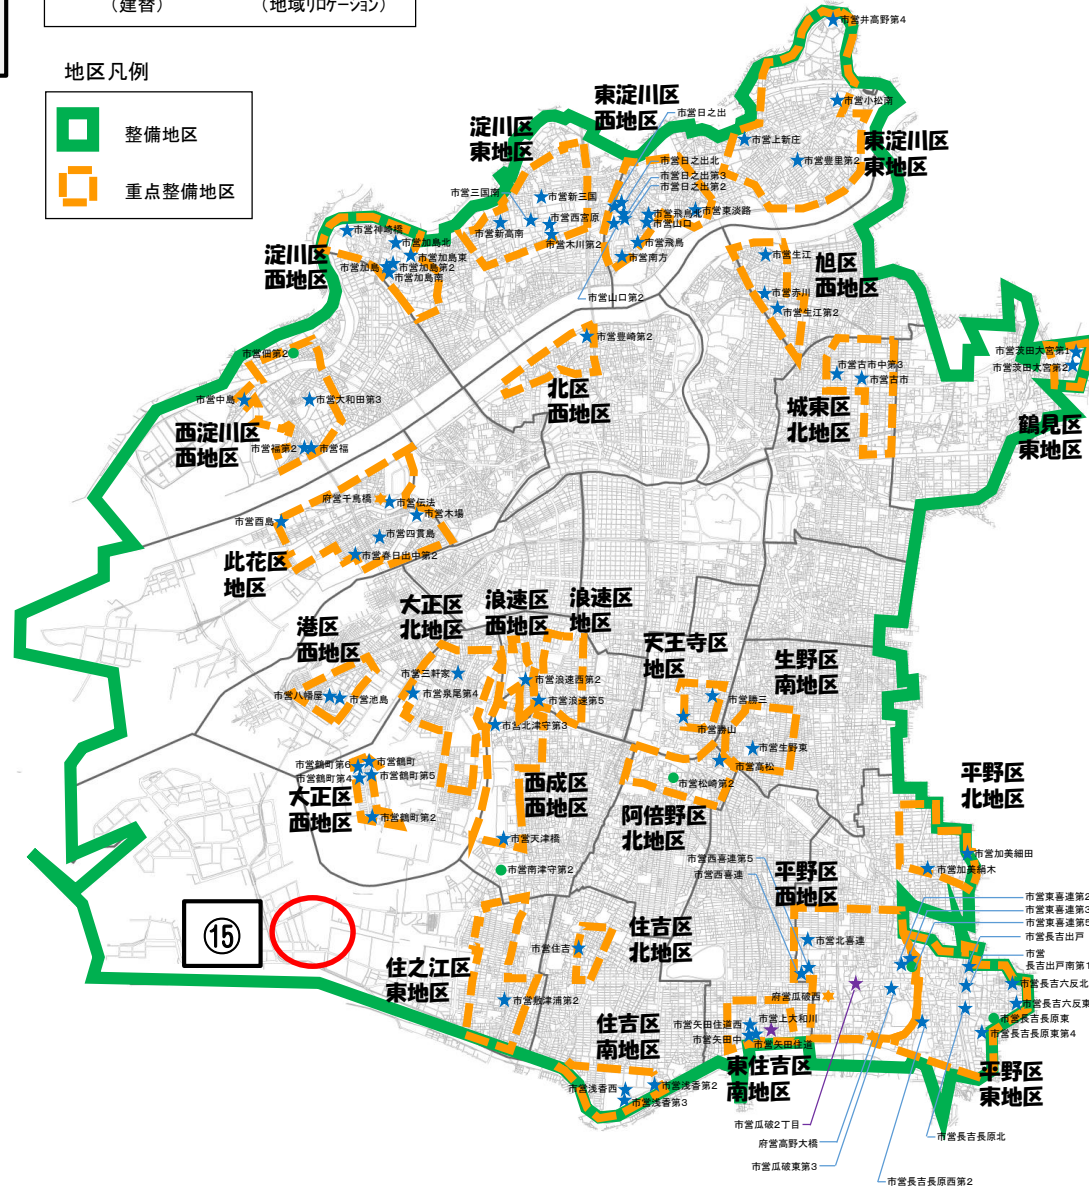 (建替)
(地域リロケーション)
地区凡例
整備地区
重点整備地区
市営井高野第4
市営小松南
東淀川区
西地区
市営日之出
淀川区
東地区
市営上新庄
東淀川区
東地区
市営豊里第2
市営日之出北
市営日之出第3
市営日之出第2
市営三国南
市営新三国
市営飛鳥北
市営東淡路
市営西宮原
市営山口
市営新高南
市営木川第2
市営飛鳥
市営南方
市営神崎橋
市営加島北
市営加島東
市営加島
市営加島第2
市営加島南
淀川区
西地区
市営山口第2
市営生江
旭区
西地区
市営赤川
市営生江第2
市営豊崎第2
北区
西地区
市営古市中第3
市営古市
城東区
北地区
市営茨田大宮第1
市営茨田大宮第2
鶴見区
東地区
市営佃第2
市営中島
市営大和田第3
西淀川区
西地区
市営福第2
市営福
府営千鳥橋
市営伝法
市営酉島
市営木場
市営四貫島
市営春日出中第2
此花区
地区
港区
西地区
大正区
北地区
浪速区
西地区
浪速区
地区
天王寺区
地区
生野区
南地区
市営三軒家
市営八幡屋
市営池島
市営泉尾第4
市営浪速西第2
市営浪速第5
市営勝三
市営勝山
市営北津守第3
市営生野東
市営高松
市営鶴町第6
市営鶴町
市営鶴町第4
市営鶴町第5
大正区
西地区
市営鶴町第2
西成区
西地区
市営松崎第2
阿倍野区
北地区
平野区
北地区
市営天津橋
市営南津守第2
市営加美細田
市営加美絹木
市営西喜連第5
市営西喜連
平野区
西地区
市営東喜連第2
市営東喜連第3
市営東喜連第5
市営長吉出戸
市営
長吉出戸南第1
⑮
住之江区
東地区
市営住吉
住吉区
北地区
市営北喜連
市営敷津浦第2
府営瓜破西
市営長吉六反北
市営長吉六反東
市営長吉長原東
市営長吉長原東第4
住吉区
南地区
市営上大和川
市営矢田住道西
市営矢田中
市営矢田住道
東住吉区
南地区
平野区
東地区
市営浅香西
市営浅香第2
市営浅香第3
市営瓜破2丁目
府営高野大橋
市営長吉長原北
市営瓜破東第3
市営長吉長原西第2